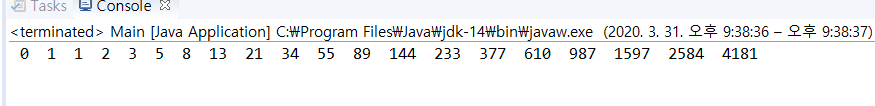 Tasks Console
<terminated> Main [Java Application] C:₩Program Files₩Java₩jdk-14₩bin₩javaw.exe (2020. 3. 31. 오후 9:38:36 – 오후 9:38:37)
0 1 1 2 3 5 8 13 21 34 55 89 144 233 377 610 987 1597 2584 4181